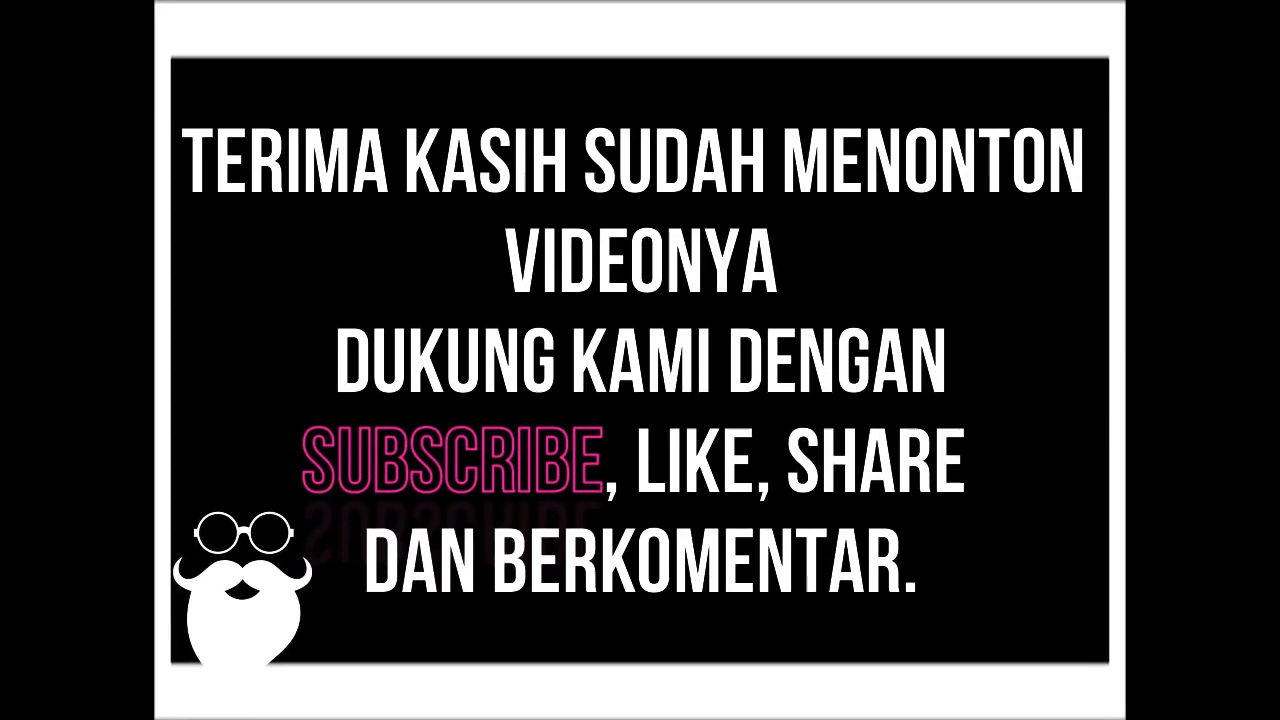 TERIMA KASIH SUDAH MENONTON
VIDEONYA
DUKUNG KAMI DENGAN
SUBSCRIBE, LIKE, SHARE
DAN BERKOMENTAR.